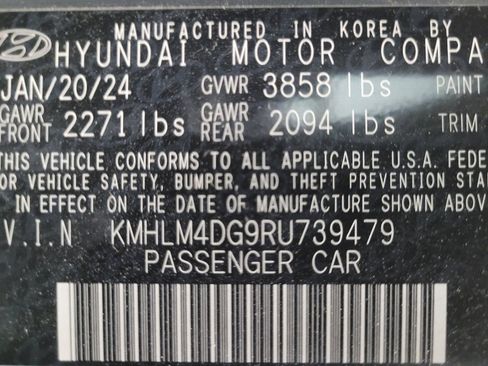 MANUFACTURED IN KOREA BY
HYUNDAI MOTOR COMPA
JAN/20/24 GVWR 3858 lbs PAINT
GAWR FRONT 2271 lbs GAWR REAR 2094 lbs TRIM
THIS VEHICLE CONFORMS TO ALL APPLICABLE U.S.A. FEDE
OR VEHICLE SAFETY, BUMPER, AND THEFT PREVENTION STA
IN EFFECT ON THE DATE OF MANUFACTURE SHOWN ABOVE
V.I.N KMHLM4DG9RU739479
PASSENGER CAR